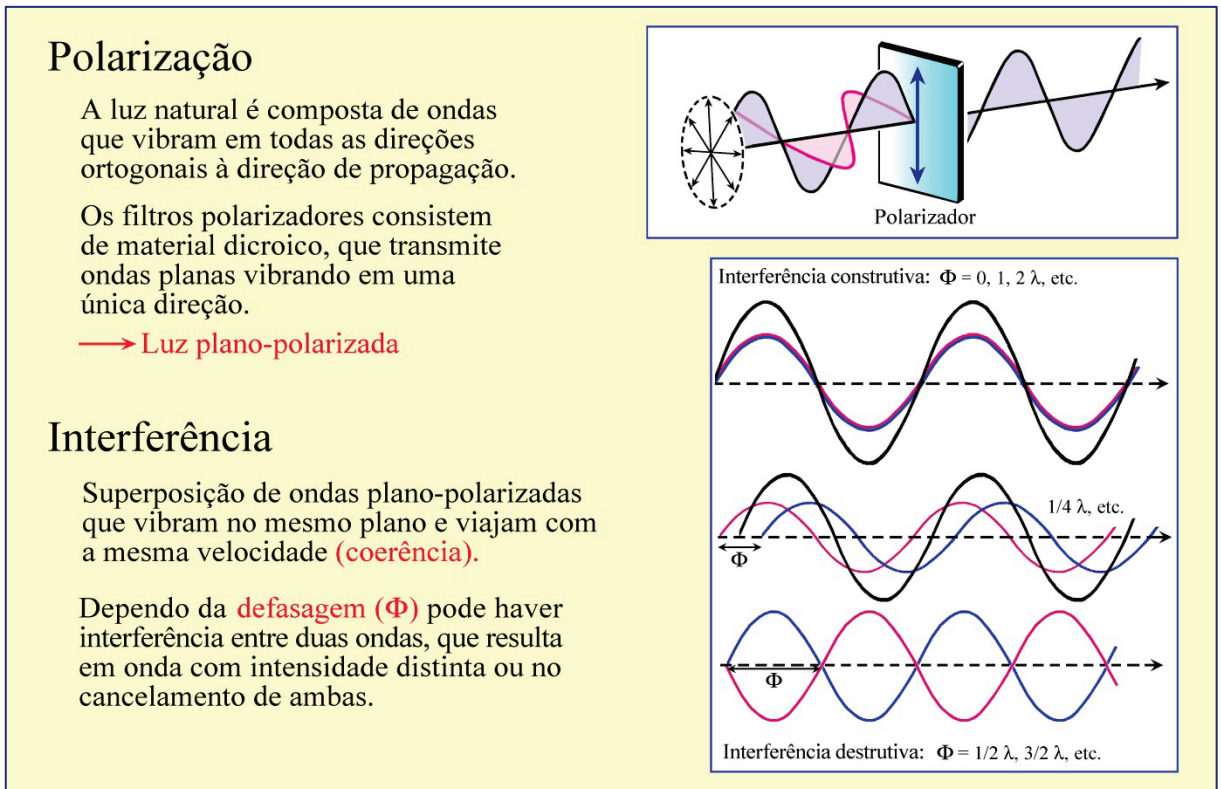 Polarização
A luz natural é composta de ondas
que vibram em todas as direções
ortogonais à direção de propagação.
Os filtros polarizadores consistem
de material dicroico, que transmite
ondas planas vibrando em uma
única direção.
Luz plano-polarizada
Interferência
Superposição de ondas plano-polarizadas
que vibram no mesmo plano e viajam com
a mesma velocidade (coerência).
Dependo da defasagem (Φ) pode haver
interferência entre duas ondas, que resulta
em onda com intensidade distinta ou no
cancelamento de ambas.
Polarizador
Interferência construtiva: Φ = 0, 1, 2 λ, etc.
1/4 λ, etc.
Φ
Φ
Interferência destrutiva: Φ = 1/2 λ, 3/2 λ, etc.